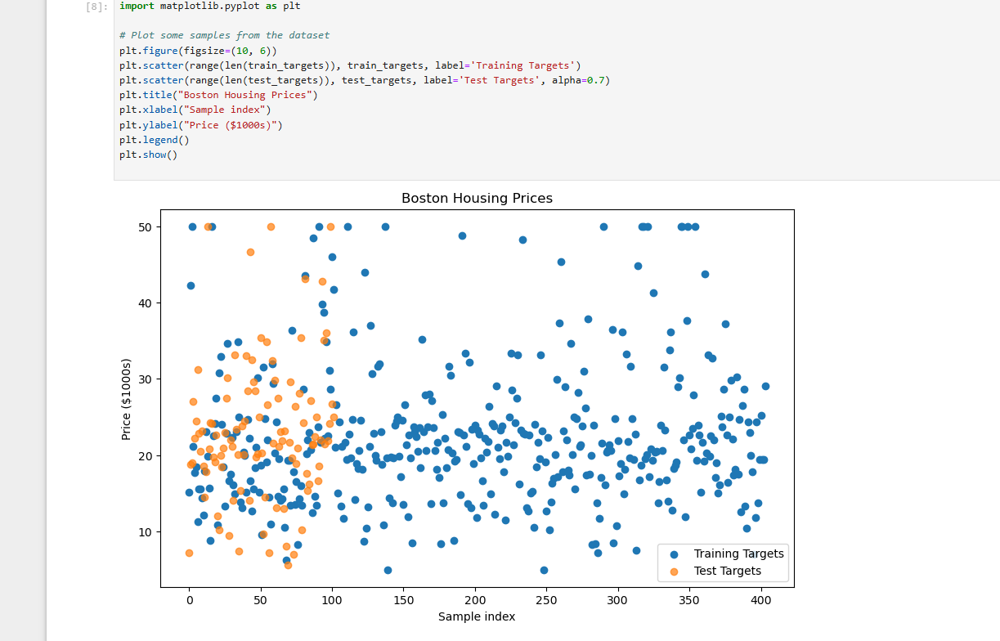 [8]: import matplotlib.pyplot as plt
# Plot some samples from the dataset
plt.figure(figsize=(10, 6))
plt.scatter(range(len(train_targets)), train_targets, label='Training Targets')
plt.scatter(range(len(test_targets)), test_targets, label='Test Targets', alpha=0.7)
plt.title("Boston Housing Prices")
plt.xlabel("Sample index")
plt.ylabel("Price ($1000s)")
plt.legend()
plt.show()
Boston Housing Prices
Price ($1000s)
50
40
30
20
10
Training Targets
Test Targets
0 50 100 150 200 250 300 350 400
Sample index